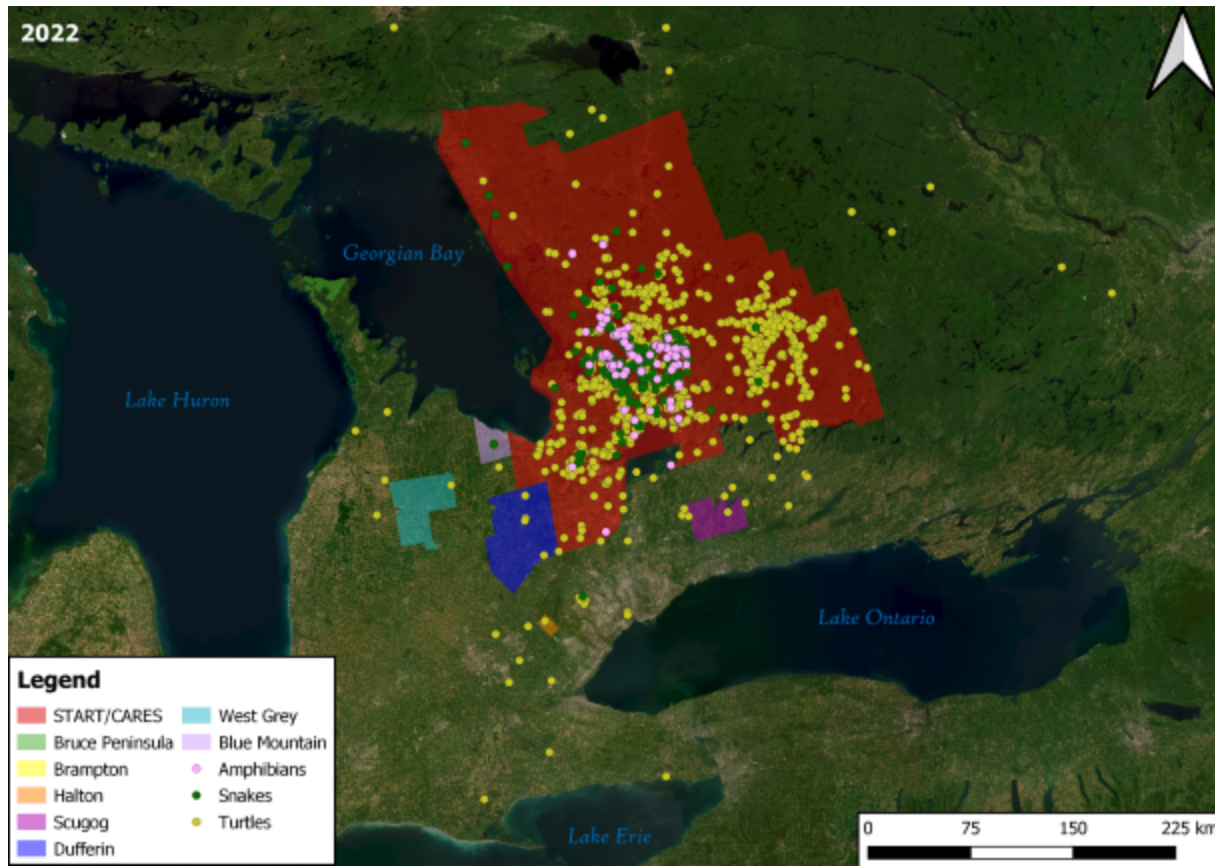 2022
Georgian Bay
Lake Huron
Lake Ontario
Lake Erie
Legend
START/CARES
Bruce Peninsula
Brampton
Halton
Scugog
Dufferin
West Grey
Blue Mountain
Amphibians
Snakes
Turtles
0 75 150 225 km